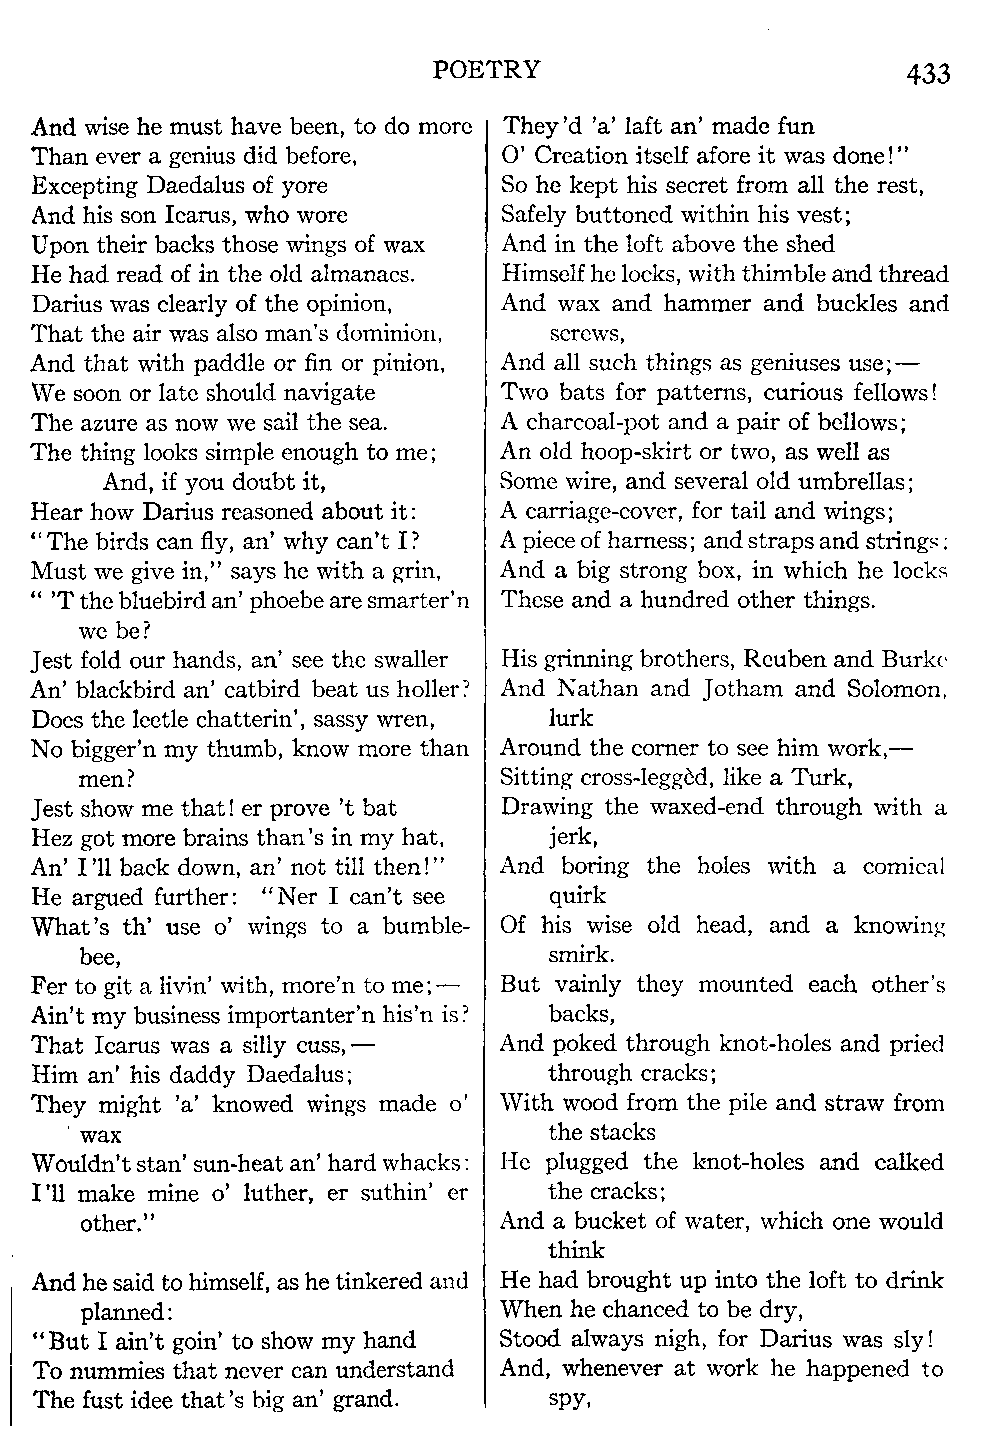 POETRY 433
And wise he must have been, to do more
Than ever a genius did before,
Excepting Daedalus of yore
And his son Icarus, who wore
Upon their backs those wings of wax
He had read of in the old almanacs.
Darius was clearly of the opinion,
That the air was also man's dominion,
And that with paddle or fin or pinion,
We soon or late should navigate
The azure as now we sail the sea.
The thing looks simple enough to me;
And, if you doubt it,
Hear how Darius reasoned about it:
"The birds can fly, an' why can't I?
Must we give in," says he with a grin,
" 'T the bluebird an' phoebe are smarter'n
we be?
Jest fold our hands, an' see the swaller
An' blackbird an' catbird beat us holler?
Does the leetle chatterin', sassy wren,
No bigger'n my thumb, know more than
men?
Jest show me that! er prove 't bat
Hez got more brains than's in my hat,
An' I'll back down, an' not till then!"
He argued further: "Ner I can't see
What's th' use o' wings to a bumble-
bee,
Fer to git a livin' with, more'n to me;—
Ain't my business importanter'n his'n is?
That Icarus was a silly cuss,—
Him an' his daddy Daedalus;
They might 'a' knowed wings made o'
wax
Wouldn't stan' sun-heat an' hard whacks:
I'll make mine o' luther, er suthin' er
other."

And he said to himself, as he tinkered and
planned:
"But I ain't goin' to show my hand
To nummies that never can understand
The fust idee that's big an' grand.
They'd 'a' laft an' made fun
O' Creation itself afore it was done!"
So he kept his secret from all the rest,
Safely buttoned within his vest;
And in the loft above the shed
Himself he locks, with thimble and thread
And wax and hammer and buckles and
screws,
And all such things as geniuses use;—
Two bats for patterns, curious fellows!
A charcoal-pot and a pair of bellows;
An old hoop-skirt or two, as well as
Some wire, and several old umbrellas;
A carriage-cover, for tail and wings;
A piece of harness; and straps and strings;
And a big strong box, in which he locks
These and a hundred other things.

His grinning brothers, Reuben and Burke
And Nathan and Jotham and Solomon,
lurk
Around the corner to see him work,—
Sitting cross-leggèd, like a Turk,
Drawing the waxed-end through with a
jerk,
And boring the holes with a comical
quirk
Of his wise old head, and a knowing
smirk.
But vainly they mounted each other's
backs,
And poked through knot-holes and pried
through cracks;
With wood from the pile and straw from
the stacks
He plugged the knot-holes and calked
the cracks;
And a bucket of water, which one would
think
He had brought up into the loft to drink
When he chanced to be dry,
Stood always nigh, for Darius was sly!
And, whenever at work he happened to
spy,